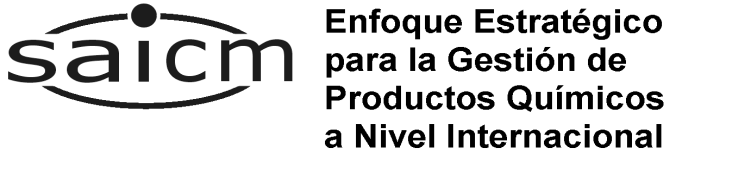 saicm
Enfoque Estratégico
para la Gestión de
Productos Químicos
a Nivel Internacional